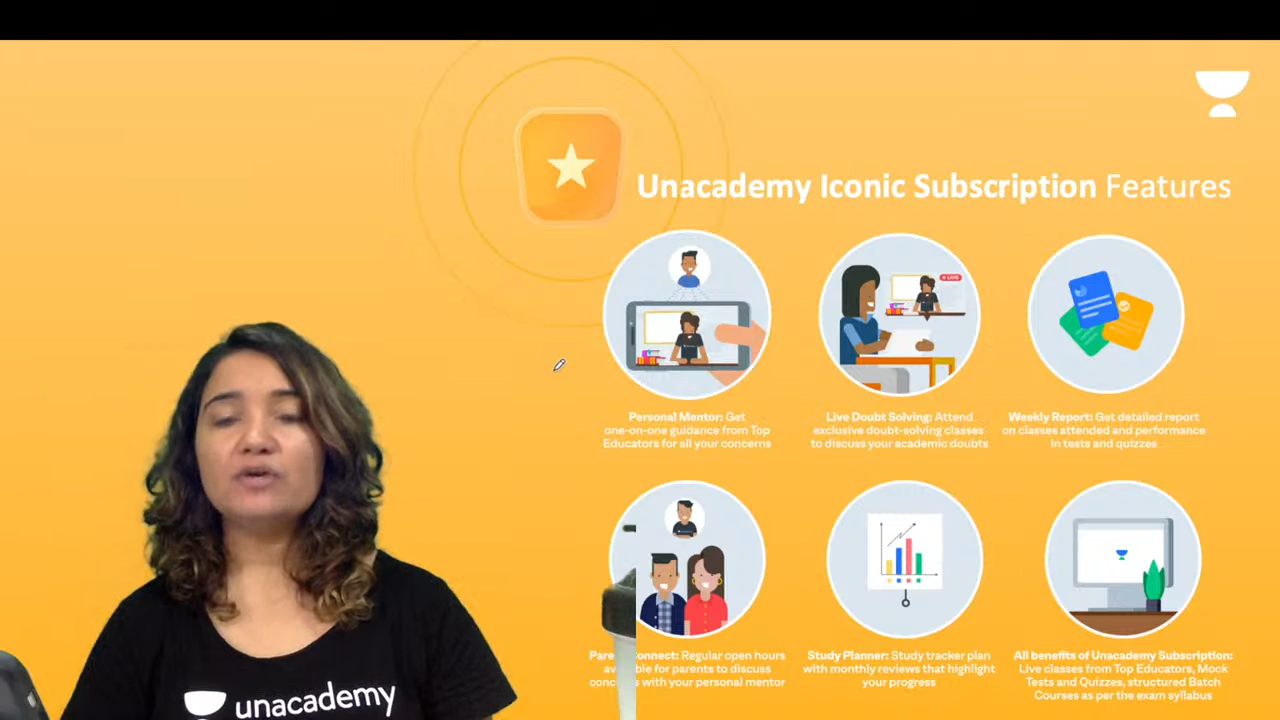 Unacademy Iconic Subscription Features
LIVE
Personal Mentor: Get
one-on-one guidance from Top
Educators for all your concerns
Live Doubt Solving: Attend
exclusive doubt-solving classes
to discuss your academic doubts
Weekly Report: Get detailed report
on classes attended and performance
in tests and quizzes
Regular open hours
for parents to discuss
with your personal mentor
Study Planner: Study tracker plan
with monthly reviews that highlight
your progress
All benefits of Unacademy Subscription:
Live classes from Top Educators, Mock
Tests and Quizzes, structured Batch
Courses as per the exam syllabus
unacademy